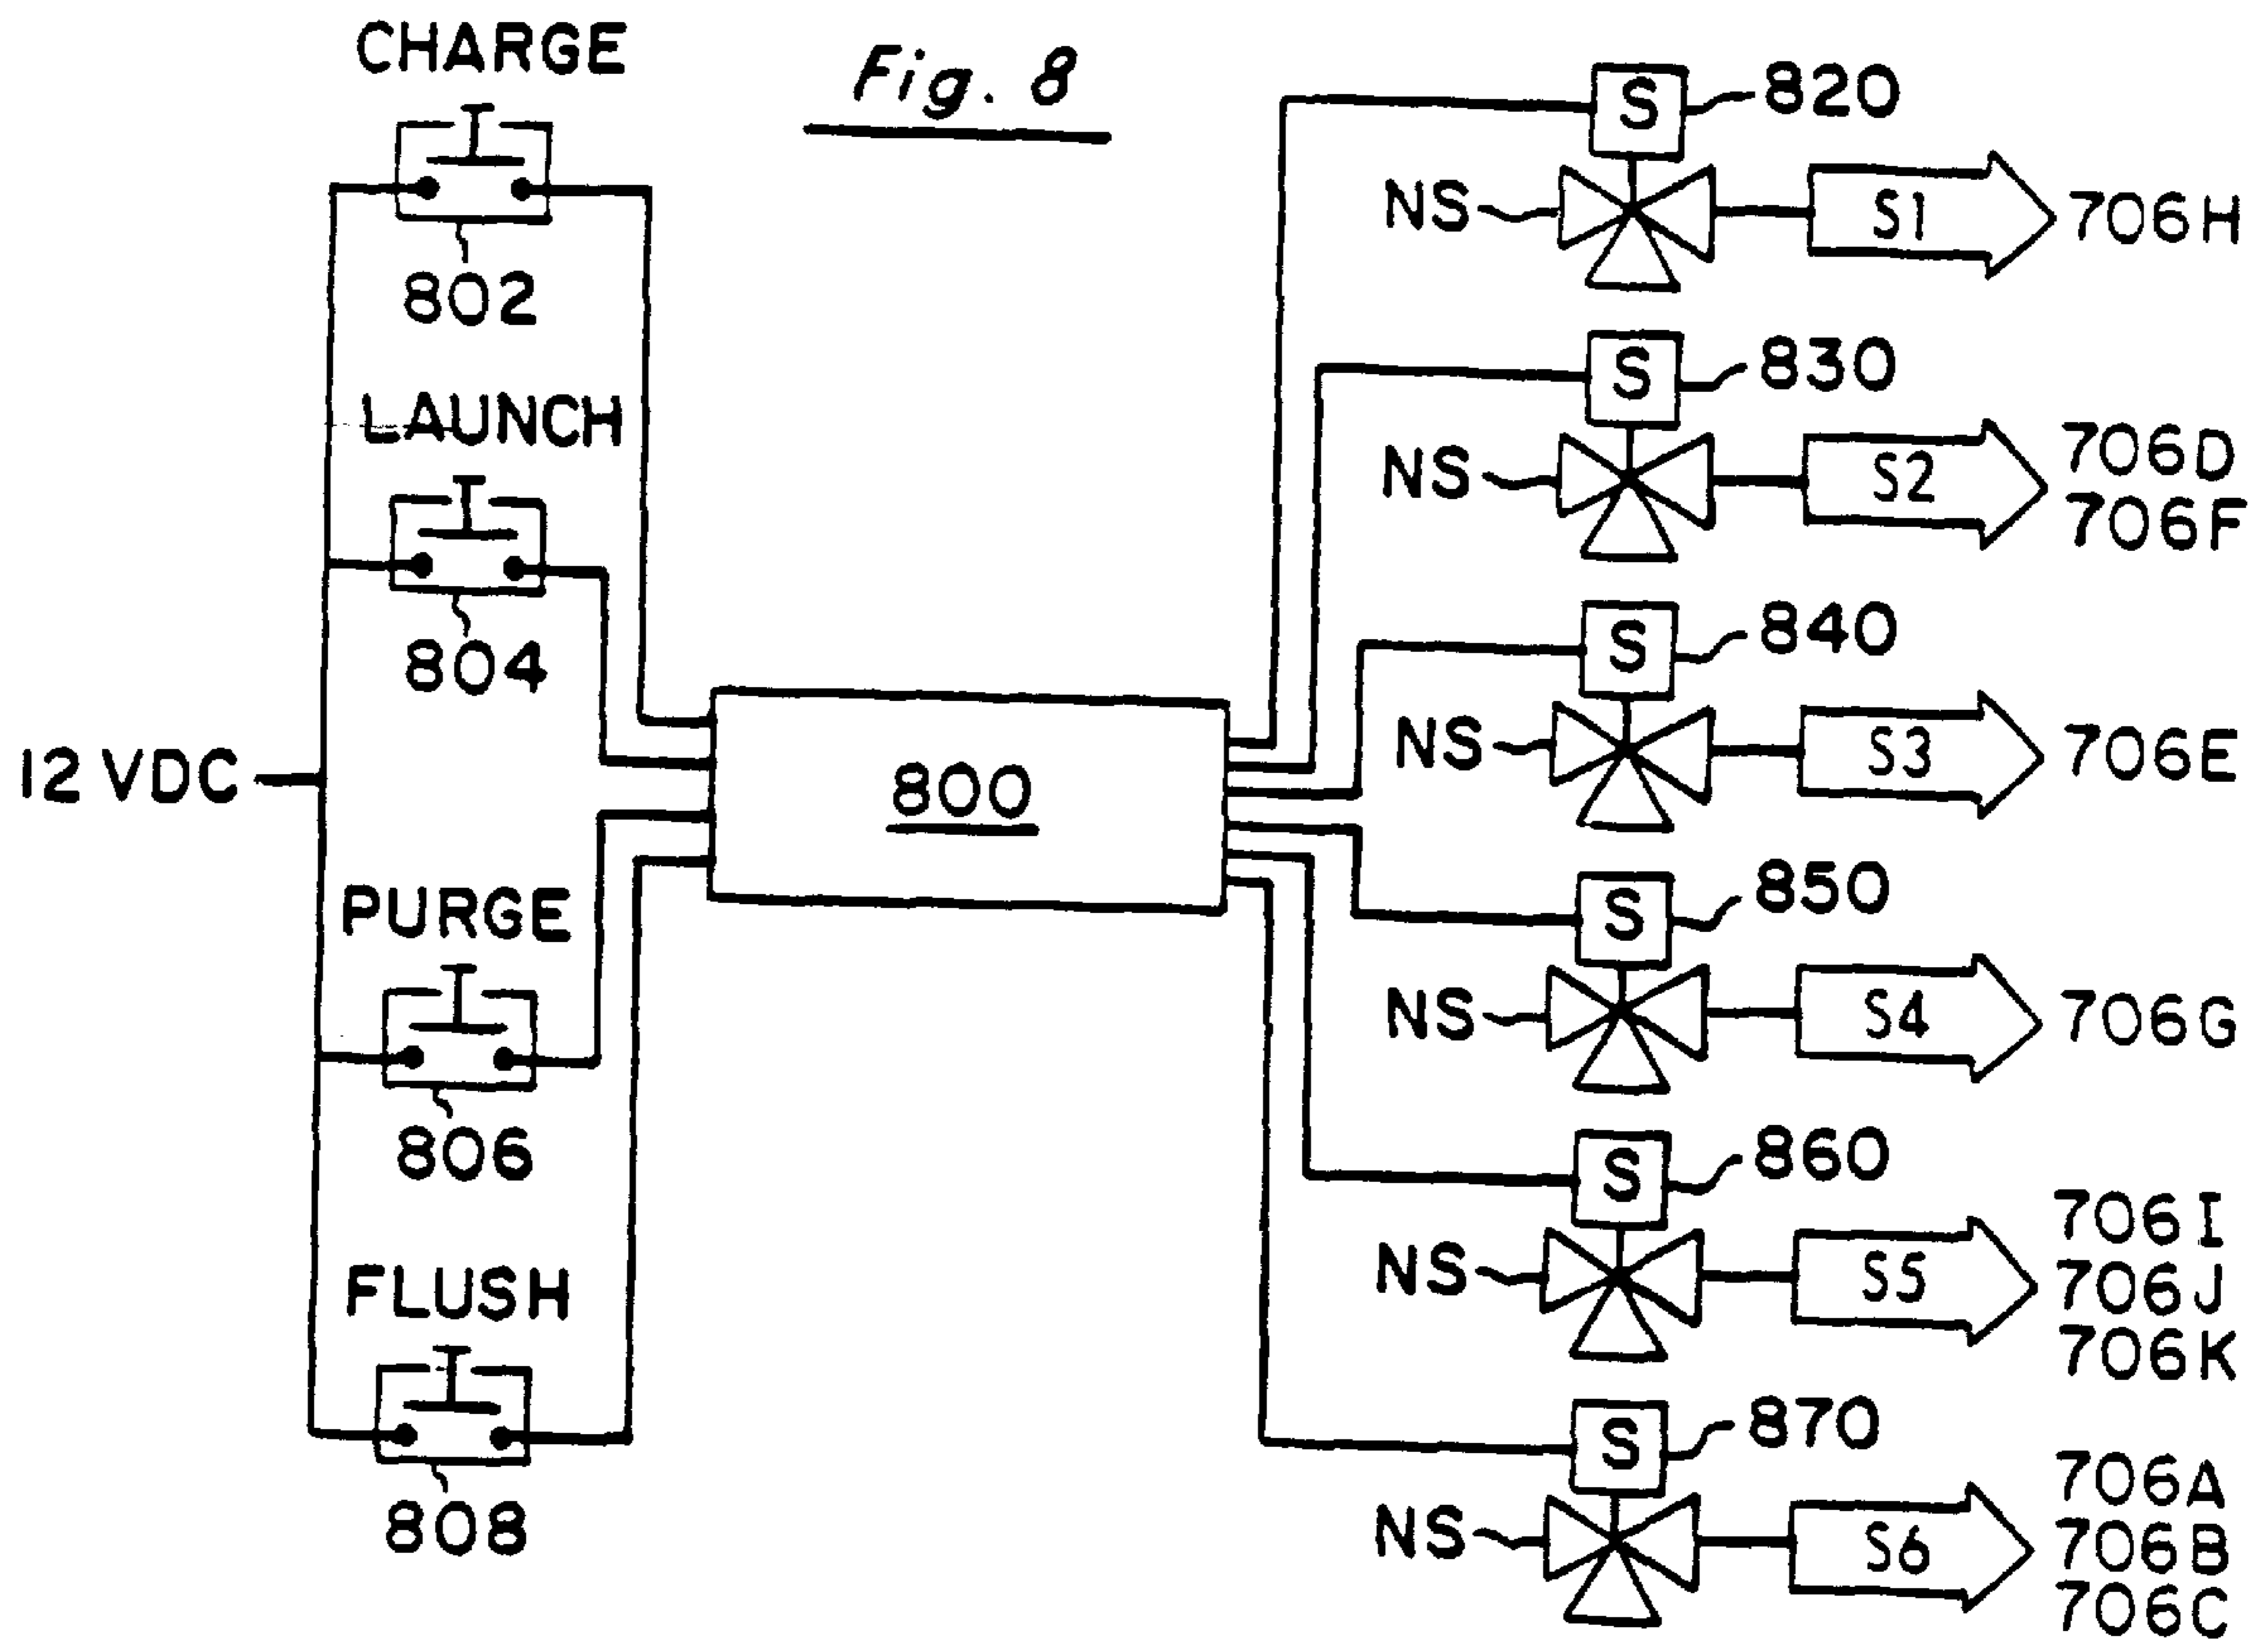 CHARGE
Fig. 8
802
LAUNCH
804
12 VDC
PURGE
806
FLUSH
808
800
S
820
NS
S1
706H
S
830
NS
S2
706D
706F
S
840
NS
S3
706E
S
850
NS
S4
706G
S
860
NS
S5
706I
706J
706K
S
870
NS
S6
706A
706B
706C